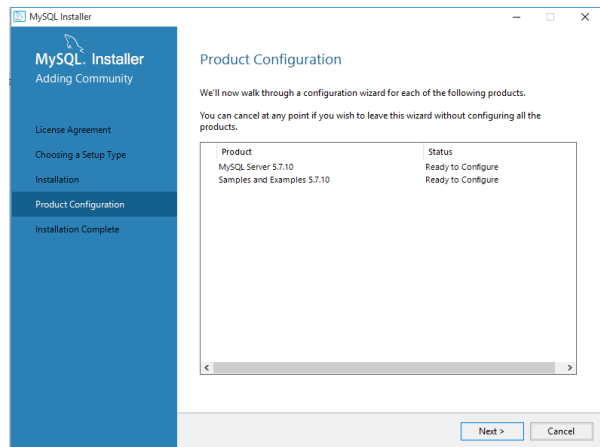 MySQL Installer
MySQL. Installer
Adding Community
License Agreement
Choosing a Setup Type
Installation
Product Configuration
Installation Complete
Product Configuration
We'll now walk through a configuration wizard for each of the following products.
You can cancel at any point if you wish to leave this wizard without configuring all the
products.
Product Status
MySQL Server 5.7.10 Ready to Configure
Samples and Examples 5.7.10 Ready to Configure
Next > Cancel